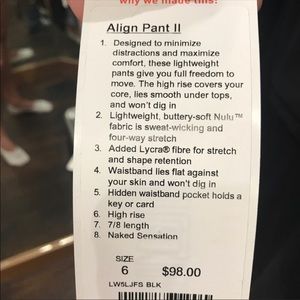 why we made this:
Align Pant II
1. Designed to minimize
distractions and maximize
comfort, these lightweight
pants give you full freedom to
move. The high rise covers your
core, lies smooth under tops,
and won't dig in
2. Lightweight, buttery-soft Nulu™
fabric is sweat-wicking and
four-way stretch
3. Added Lycra® fibre for stretch
and shape retention
4. Waistband lies flat against
your skin and won't dig in
5. Hidden waistband pocket holds a
key or card
6. High rise
7. 7/8 length
8. Naked Sensation
SIZE
6 $98.00
LW5LJFS BLK